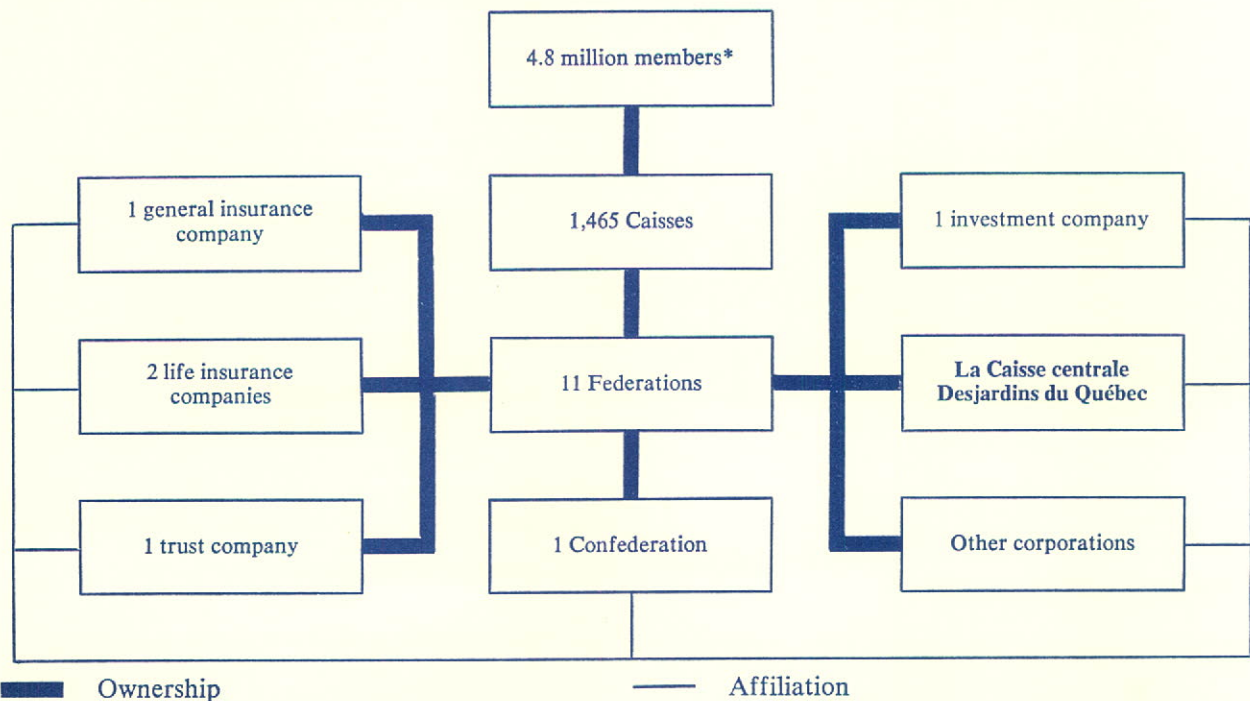 4.8 million members*
1 general insurance
company
1,465 Caisses
1 investment company
2 life insurance
companies
11 Federations
La Caisse centrale
Desjardins du Québec
1 trust company
1 Confederation
Other corporations
Ownership
Affiliation